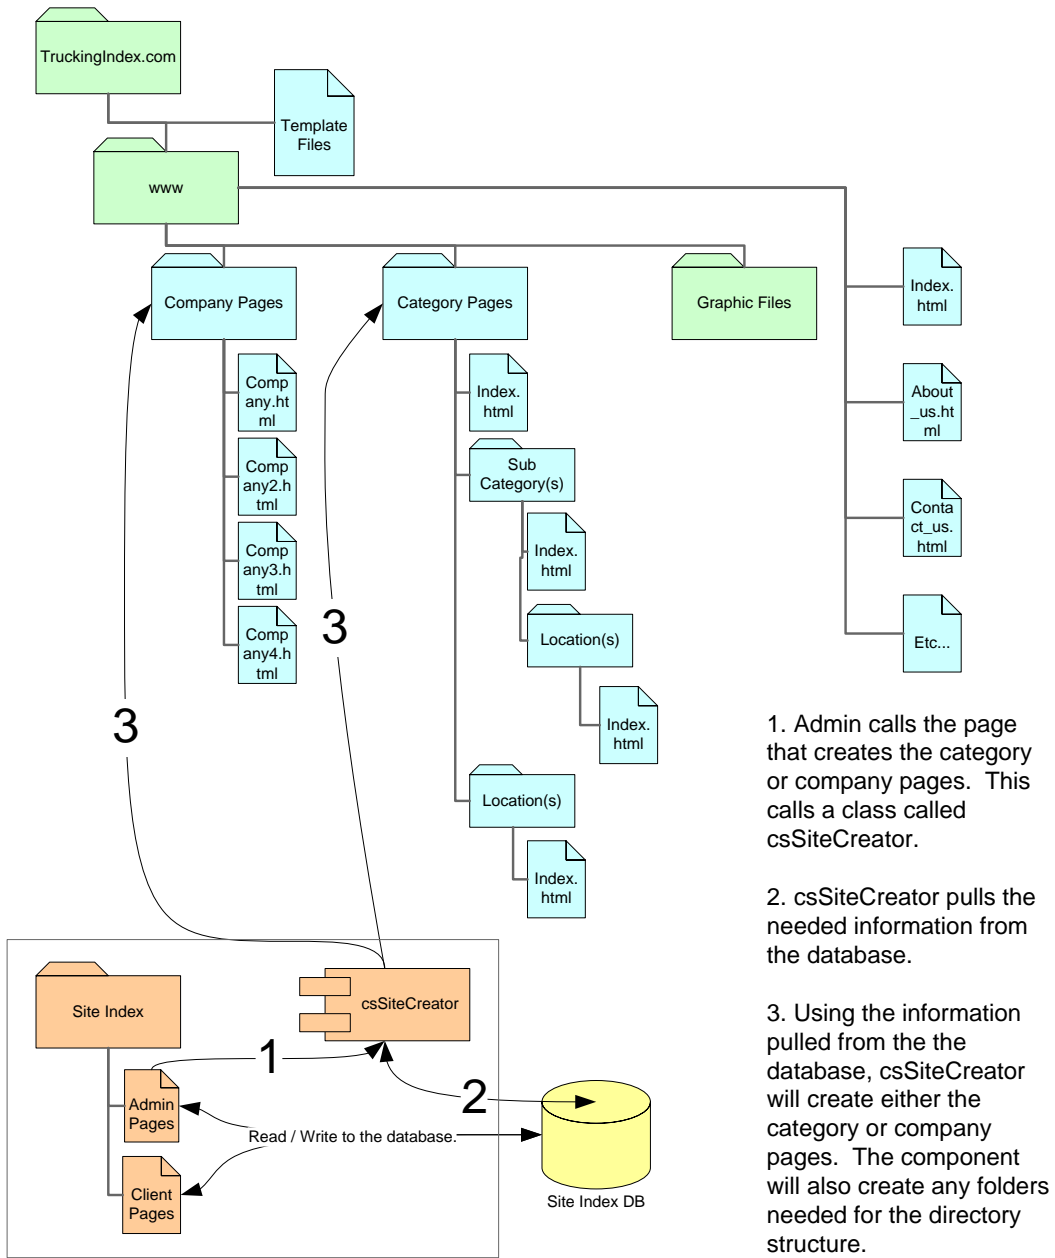 TruckingIndex.com
Template
Files
www
Company Pages
Category Pages
Graphic Files
Index.
html
Comp
any.ht
ml
Index.
html
About
_us.ht
ml
Comp
any2.h
tml
Sub
Category(s)
Conta
ct_us.
html
Comp
any3.h
tml
Index.
html
Comp
any4.h
tml
Location(s)
Etc...
3
3
Index.
html
Location(s)
Index.
html
1. Admin calls the page
that creates the category
or company pages.  This
calls a class called
csSiteCreator.
2. csSiteCreator pulls the
needed information from
the database.
3. Using the information
pulled from the the
database, csSiteCreator
will create either the
category or company
pages.  The component
will also create any folders
needed for the directory
structure.
Site Index
csSiteCreator
1
2
Admin
Pages
Read / Write to the database.
Client
Pages
Site Index DB